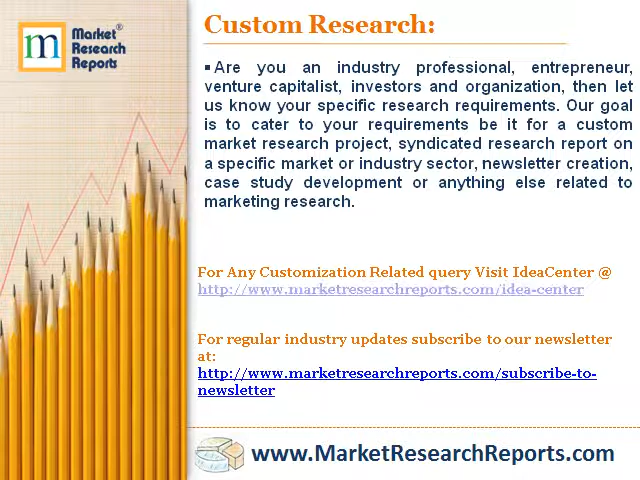 m
Market®
Research
Reports
Custom Research:
▪Are you an industry professional, entrepreneur,
venture capitalist, investors and organization, then let
us know your specific research requirements. Our goal
is to cater to your requirements be it for a custom
market research project, syndicated research report on
a specific market or industry sector, newsletter creation,
case study development or anything else related to
marketing research.
For Any Customization Related query Visit IdeaCenter @
http://www.marketresearchreports.com/idea-center
For regular industry updates subscribe to our newsletter
at:
http://www.marketresearchreports.com/subscribe-to-
newsletter
www.MarketResearchReports.com